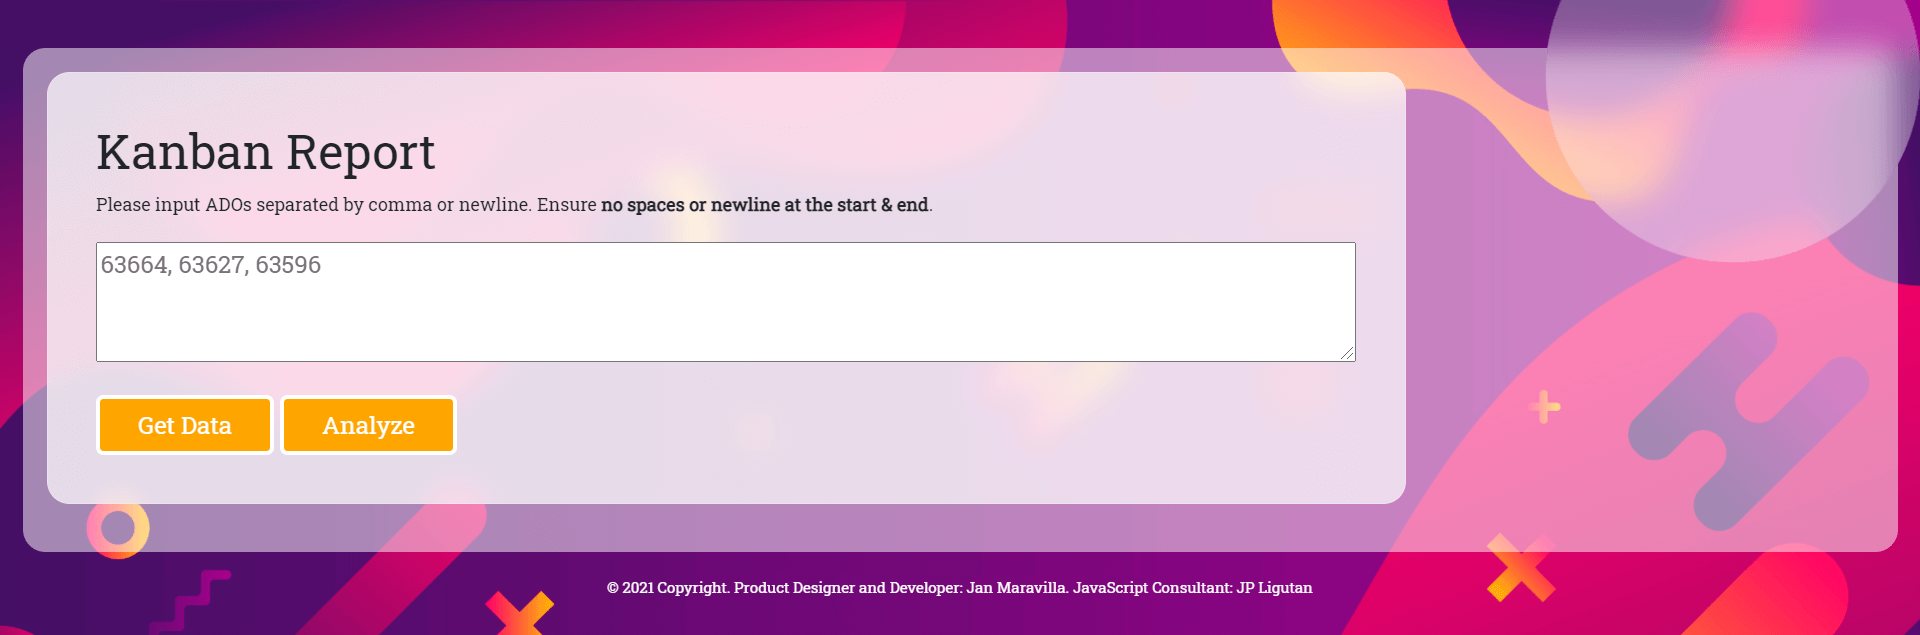 Kanban Report
Please input ADOs separated by comma or newline. Ensure no spaces or newline at the start & end.
63664, 63627, 63596
Get Data Analyze
© 2021 Copyright. Product Designer and Developer: Jan Maravilla. JavaScript Consultant: JP Ligutan